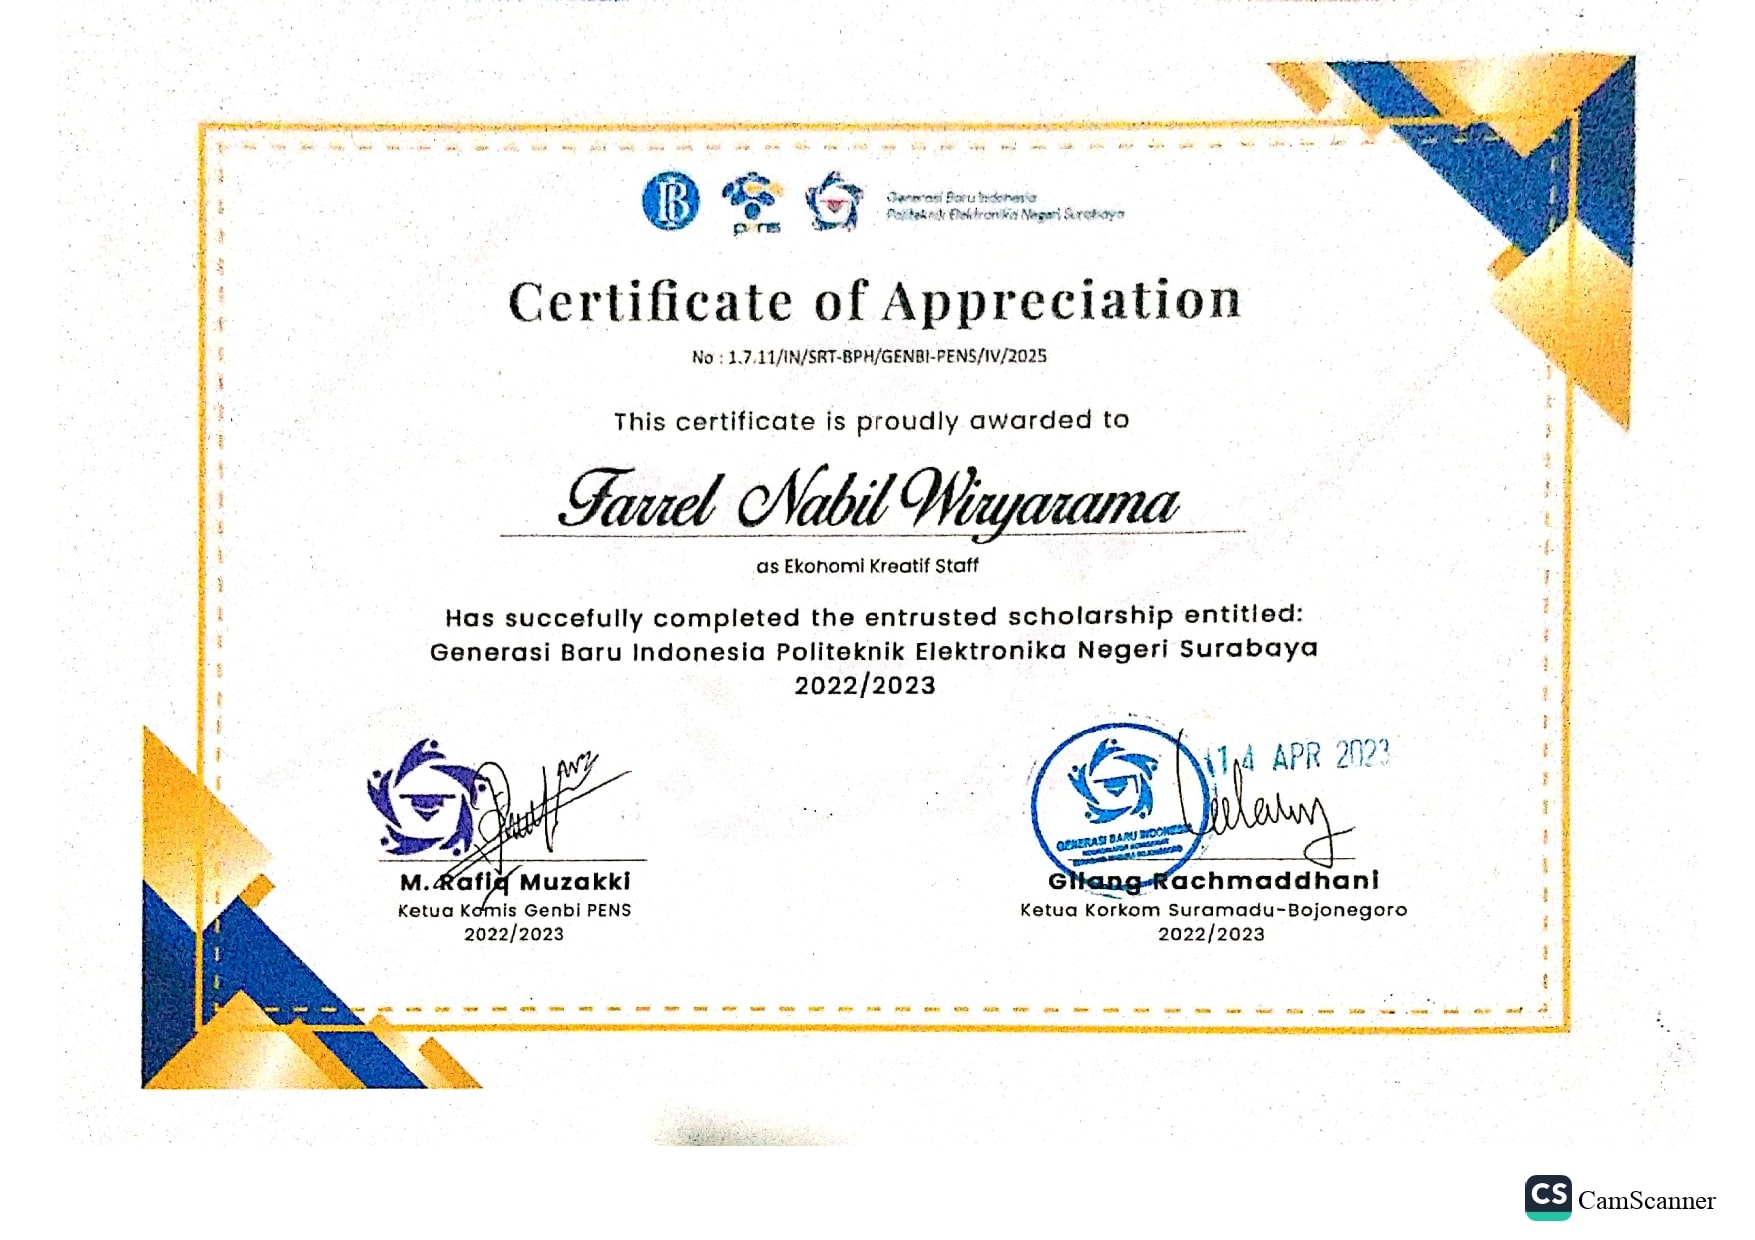 pens
Generasi Baru Indonesia
Politeknik Elektronika Negeri Surabaya
Certificate of Appreciation
No : 1.7.11/IN/SRT-BPH/GENBI-PENS/IV/2025
This certificate is proudly awarded to
Farrel Nabil Wiryarama
as Ekonomi Kreatif Staff
Has succefully completed the entrusted scholarship entitled:
Generasi Baru Indonesia Politeknik Elektronika Negeri Surabaya
2022/2023
14 APR 2023
GENERASI BARU INDONESIA
M. Rafiq Muzakki
Ketua Komis Genbi PENS
2022/2023
Gilang Rachmaddhani
Ketua Korkom Suramadu-Bojonegoro
2022/2023
CS CamScanner